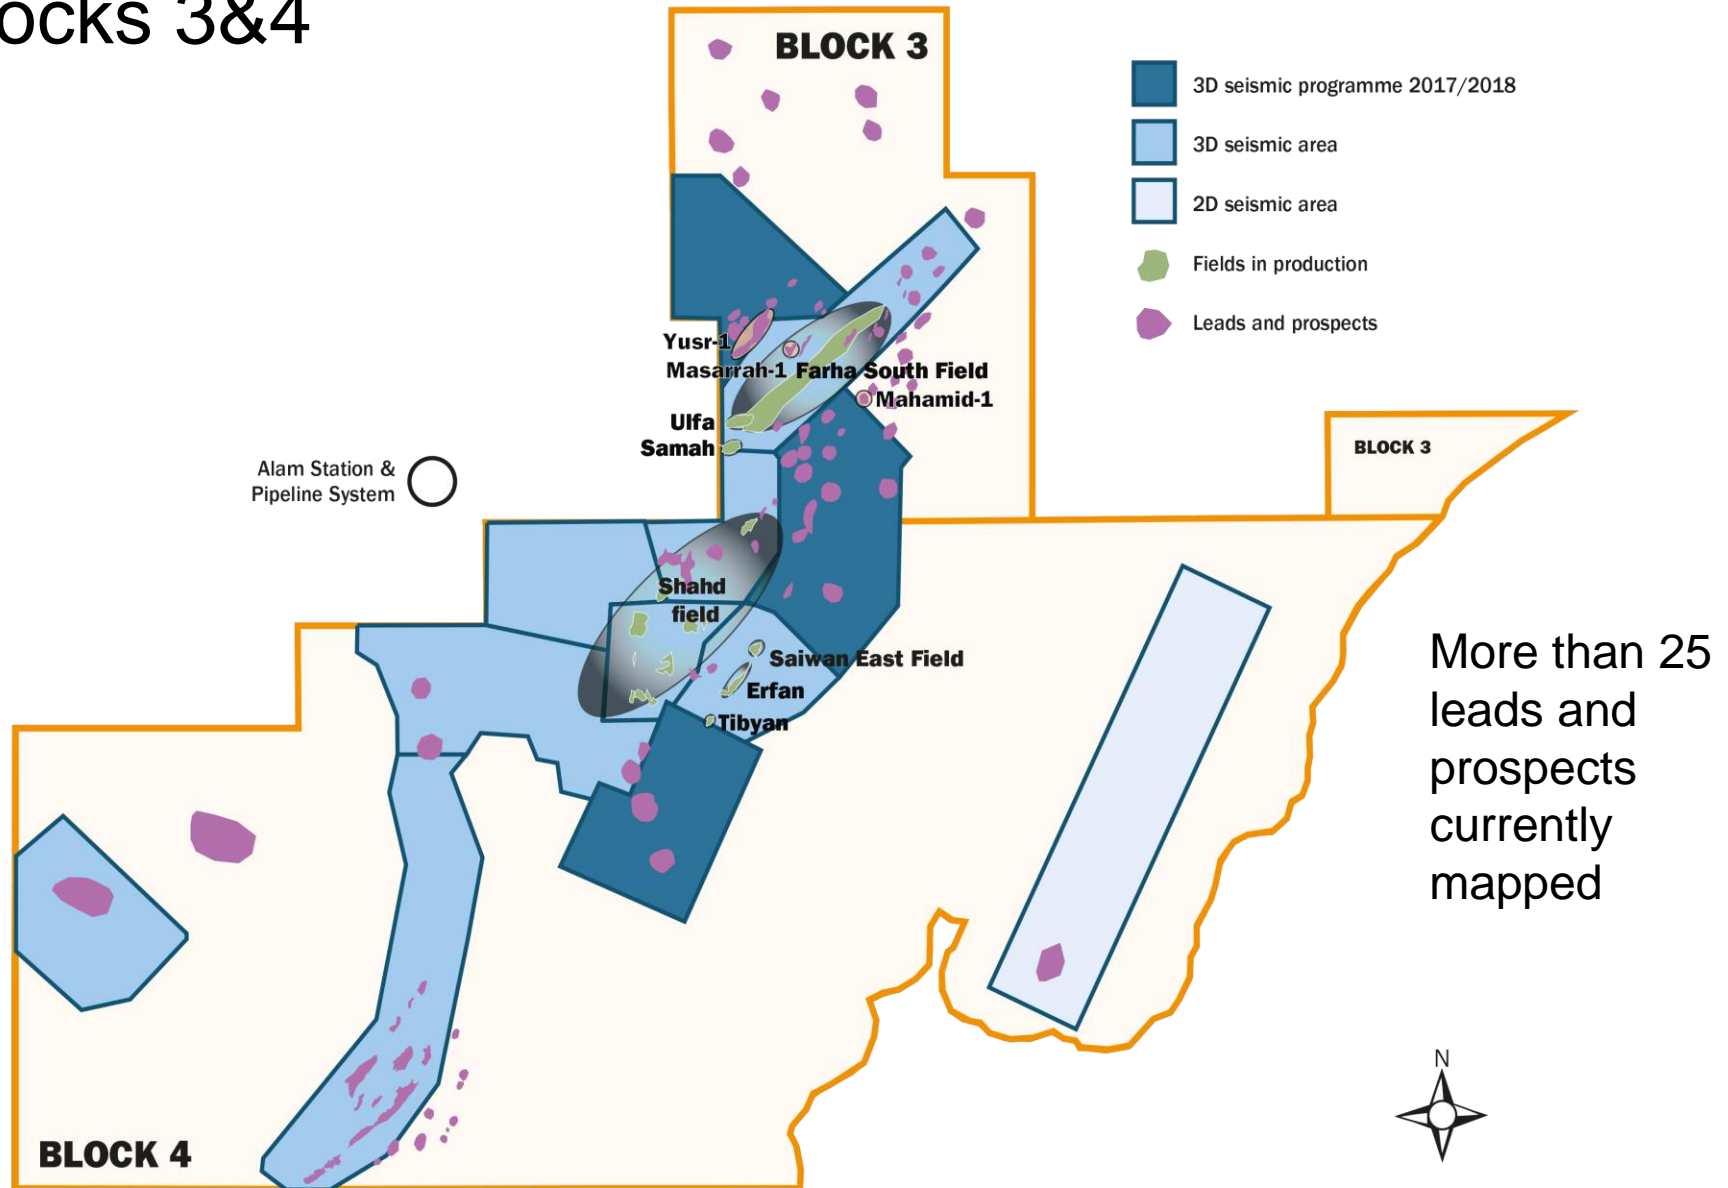 ocks 3&4
BLOCK 3
3D seismic programme 2017/2018
3D seismic area
2D seismic area
Fields in production
Leads and prospects
Yusr-1
Masarrah-1
Farha South Field
Mahamid-1
Ulfa
Samah
BLOCK 3
Alam Station &
Pipeline System
Shahd
field
Saiwan East Field
Erfan
Tibyan
More than 25
leads and
prospects
currently
mapped
N
BLOCK 4